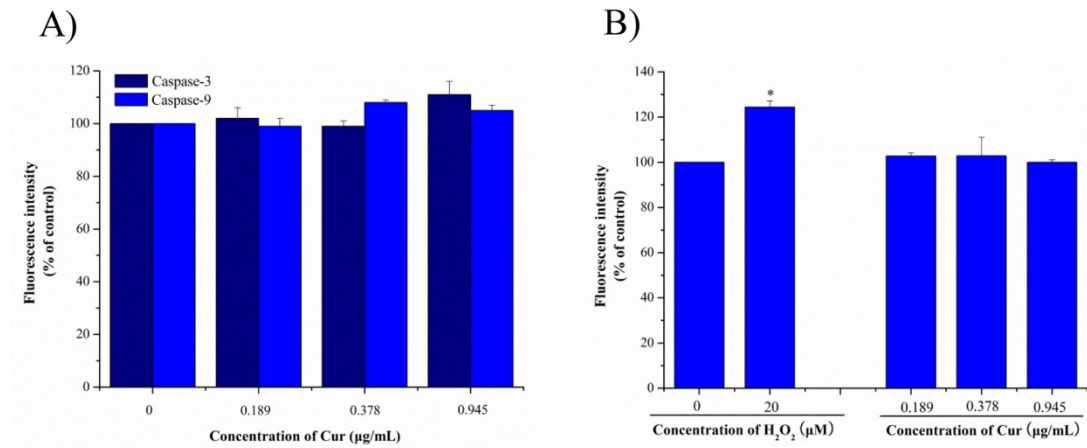 A)
120
100
80
60
40
20
0
Fluorescence intensity
(% of control)
Caspase-3
Caspase-9
0 0.189 0.378 0.945
Concentration of Cur (µg/mL)
B)
140
120
100
80
60
40
20
0
Fluorescence intensity
(% of control)
*
0 20 0.189 0.378 0.945
Concentration of H₂O₂ (µM) Concentration of Cur (µg/mL)